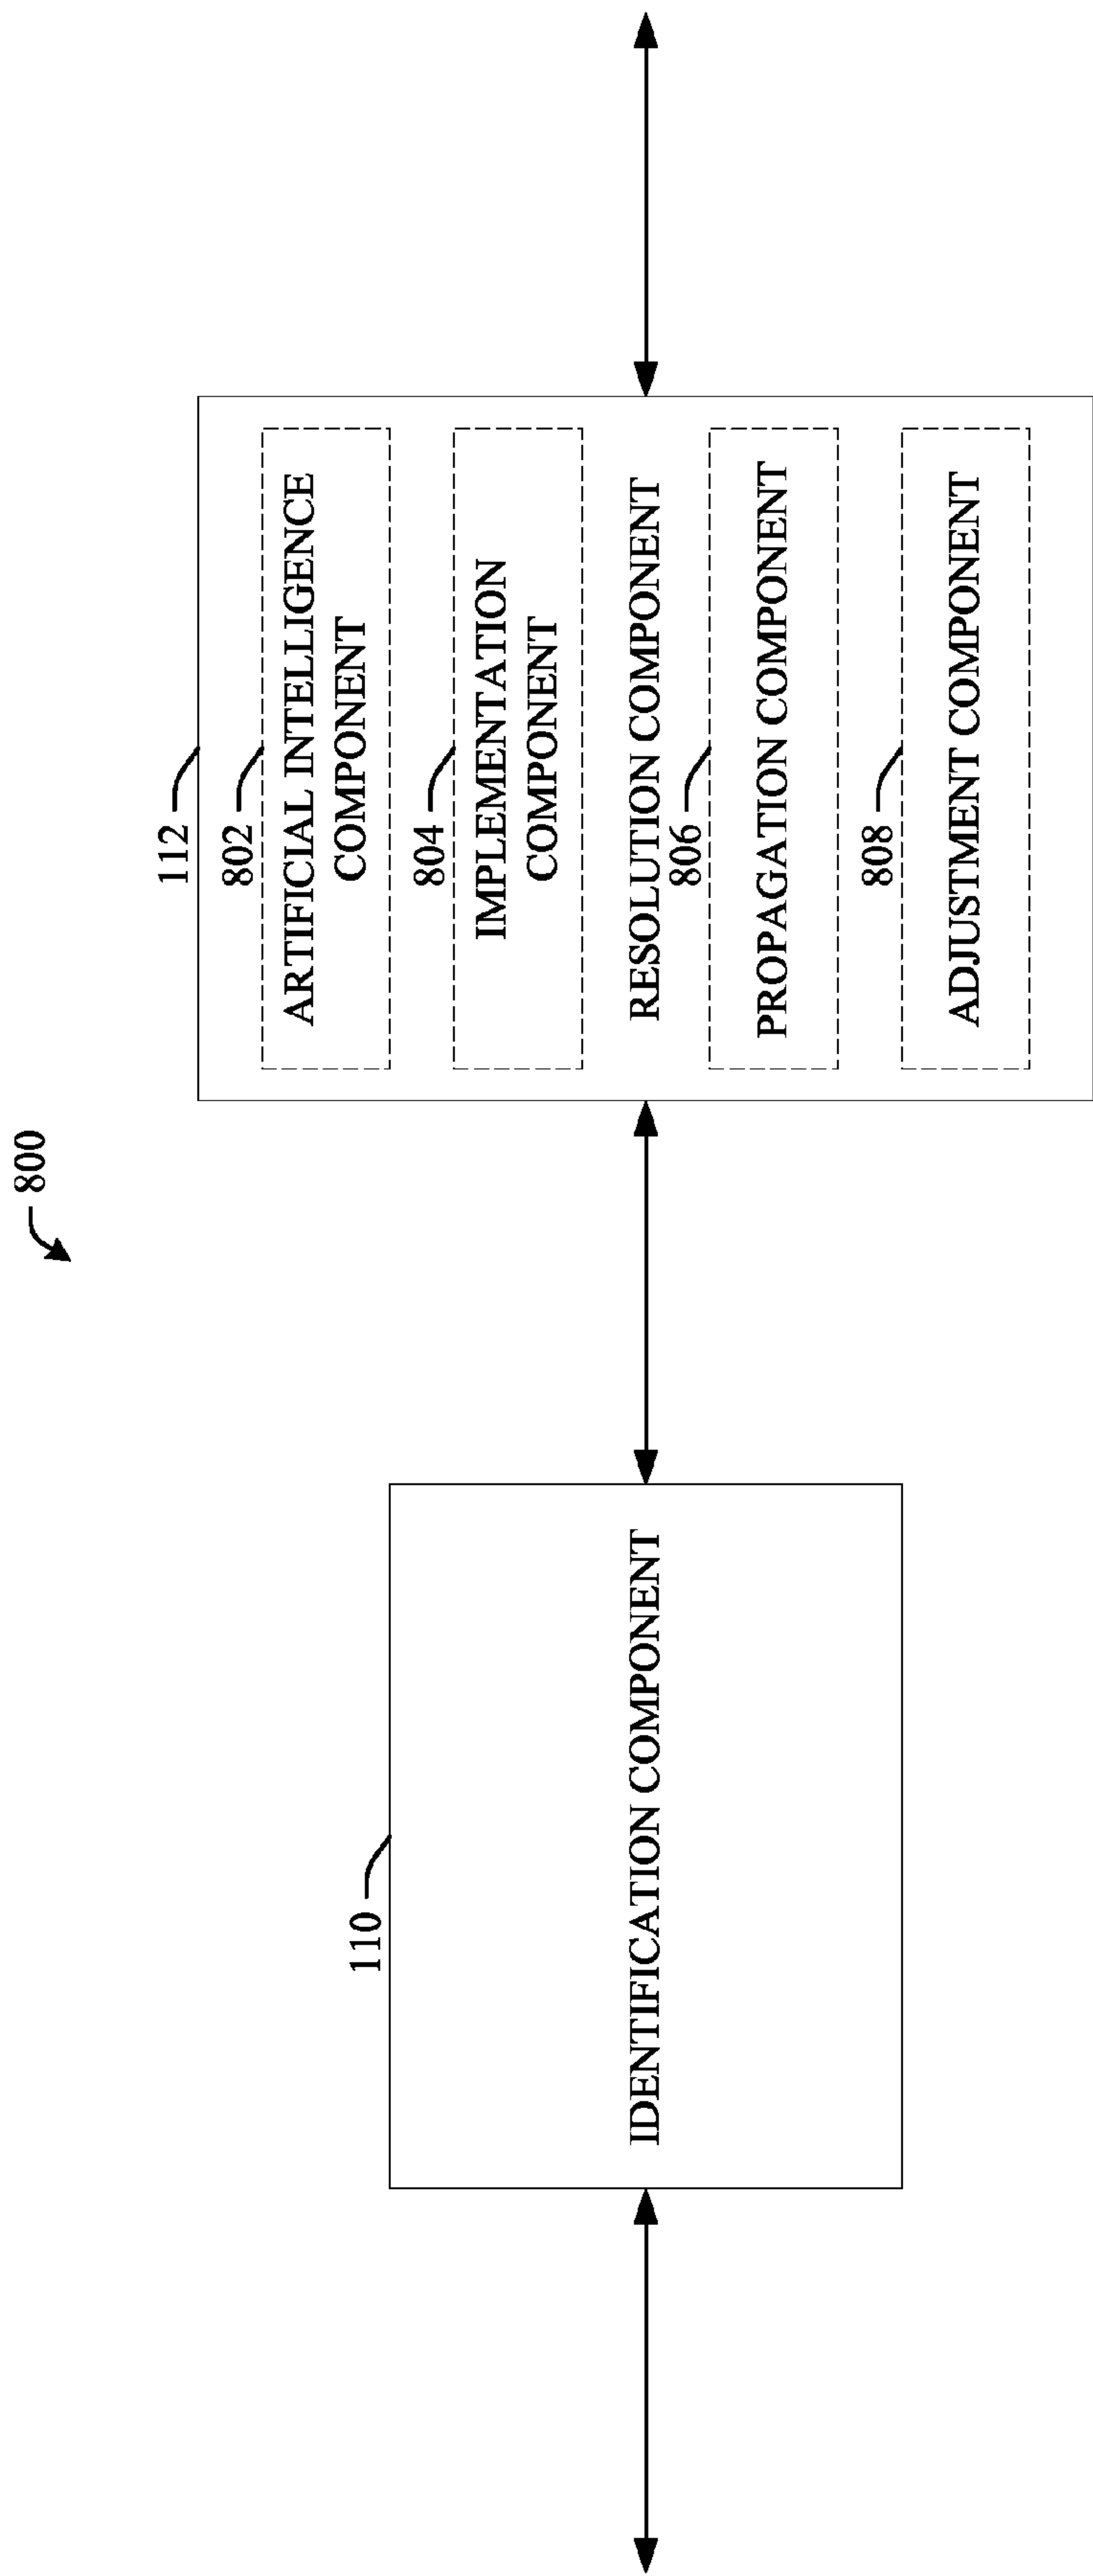 800
110
IDENTIFICATION COMPONENT
112
802
ARTIFICIAL INTELLIGENCE
COMPONENT
804
IMPLEMENTATION
COMPONENT
RESOLUTION COMPONENT
806
PROPAGATION COMPONENT
808
ADJUSTMENT COMPONENT